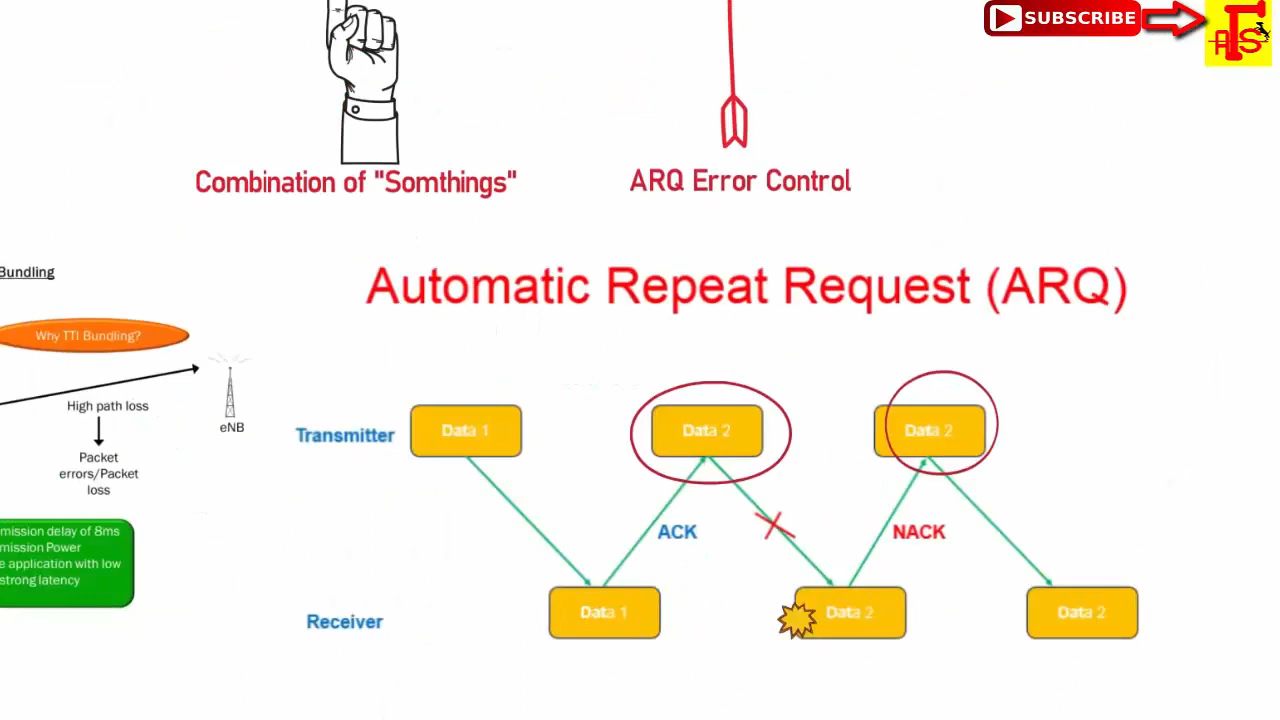 SUBSCRIBE
Combination of "Somthings"
ARQ Error Control
Bundling
Automatic Repeat Request (ARQ)
Why TTI Bundling?
High path loss
eNB
Packet
errors/Packet
loss
Transmitter
Data 1
Data 2
Data 2
mission delay of 8ms
mission Power
e application with low
strong latency
ACK
NACK
Receiver
Data 1
Data 2
Data 2